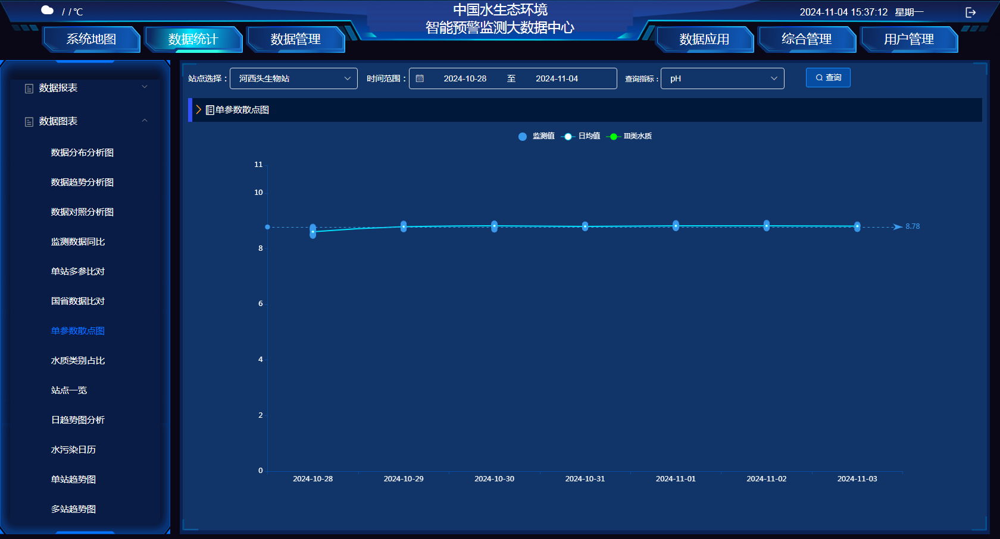 / / ℃
中国水生态环境
智能预警监测大数据中心
2024-11-04 15:37:12 星期一
系统地图
数据统计
数据管理
数据应用
综合管理
用户管理
数据报表
数据图表
数据分布分析图
数据趋势分析图
数据对照分析图
监测数据同比
单站多参比对
国省数据比对
单参数散点图
水质类别占比
站点一览
日趋势图分析
水污染日历
单站趋势图
多站趋势图
站点选择： 河西头生物站 时间范围： 2024-10-28 至 2024-11-04 查询指标： pH 查询
单参数散点图
监测值 日均值 III类水质
11
10
8
6
4
2
0
8.78
2024-10-28 2024-10-29 2024-10-30 2024-10-31 2024-11-01 2024-11-02 2024-11-03